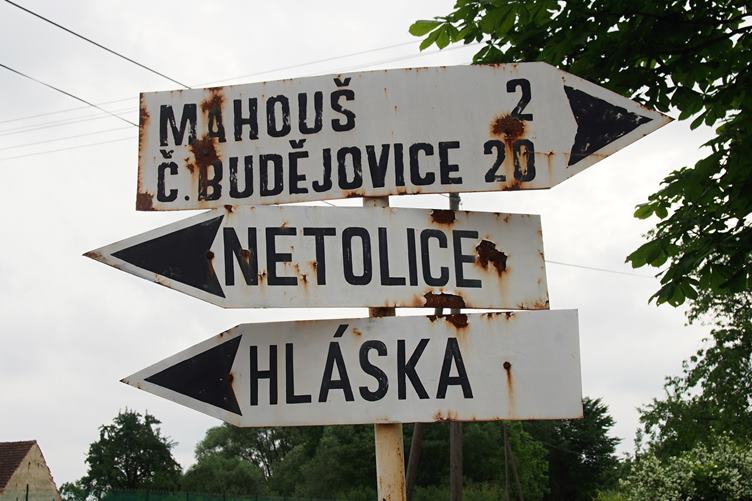 MAHOUŠ 2
Č. BUDĚJOVICE 20
NETOLICE
HLÁSKA